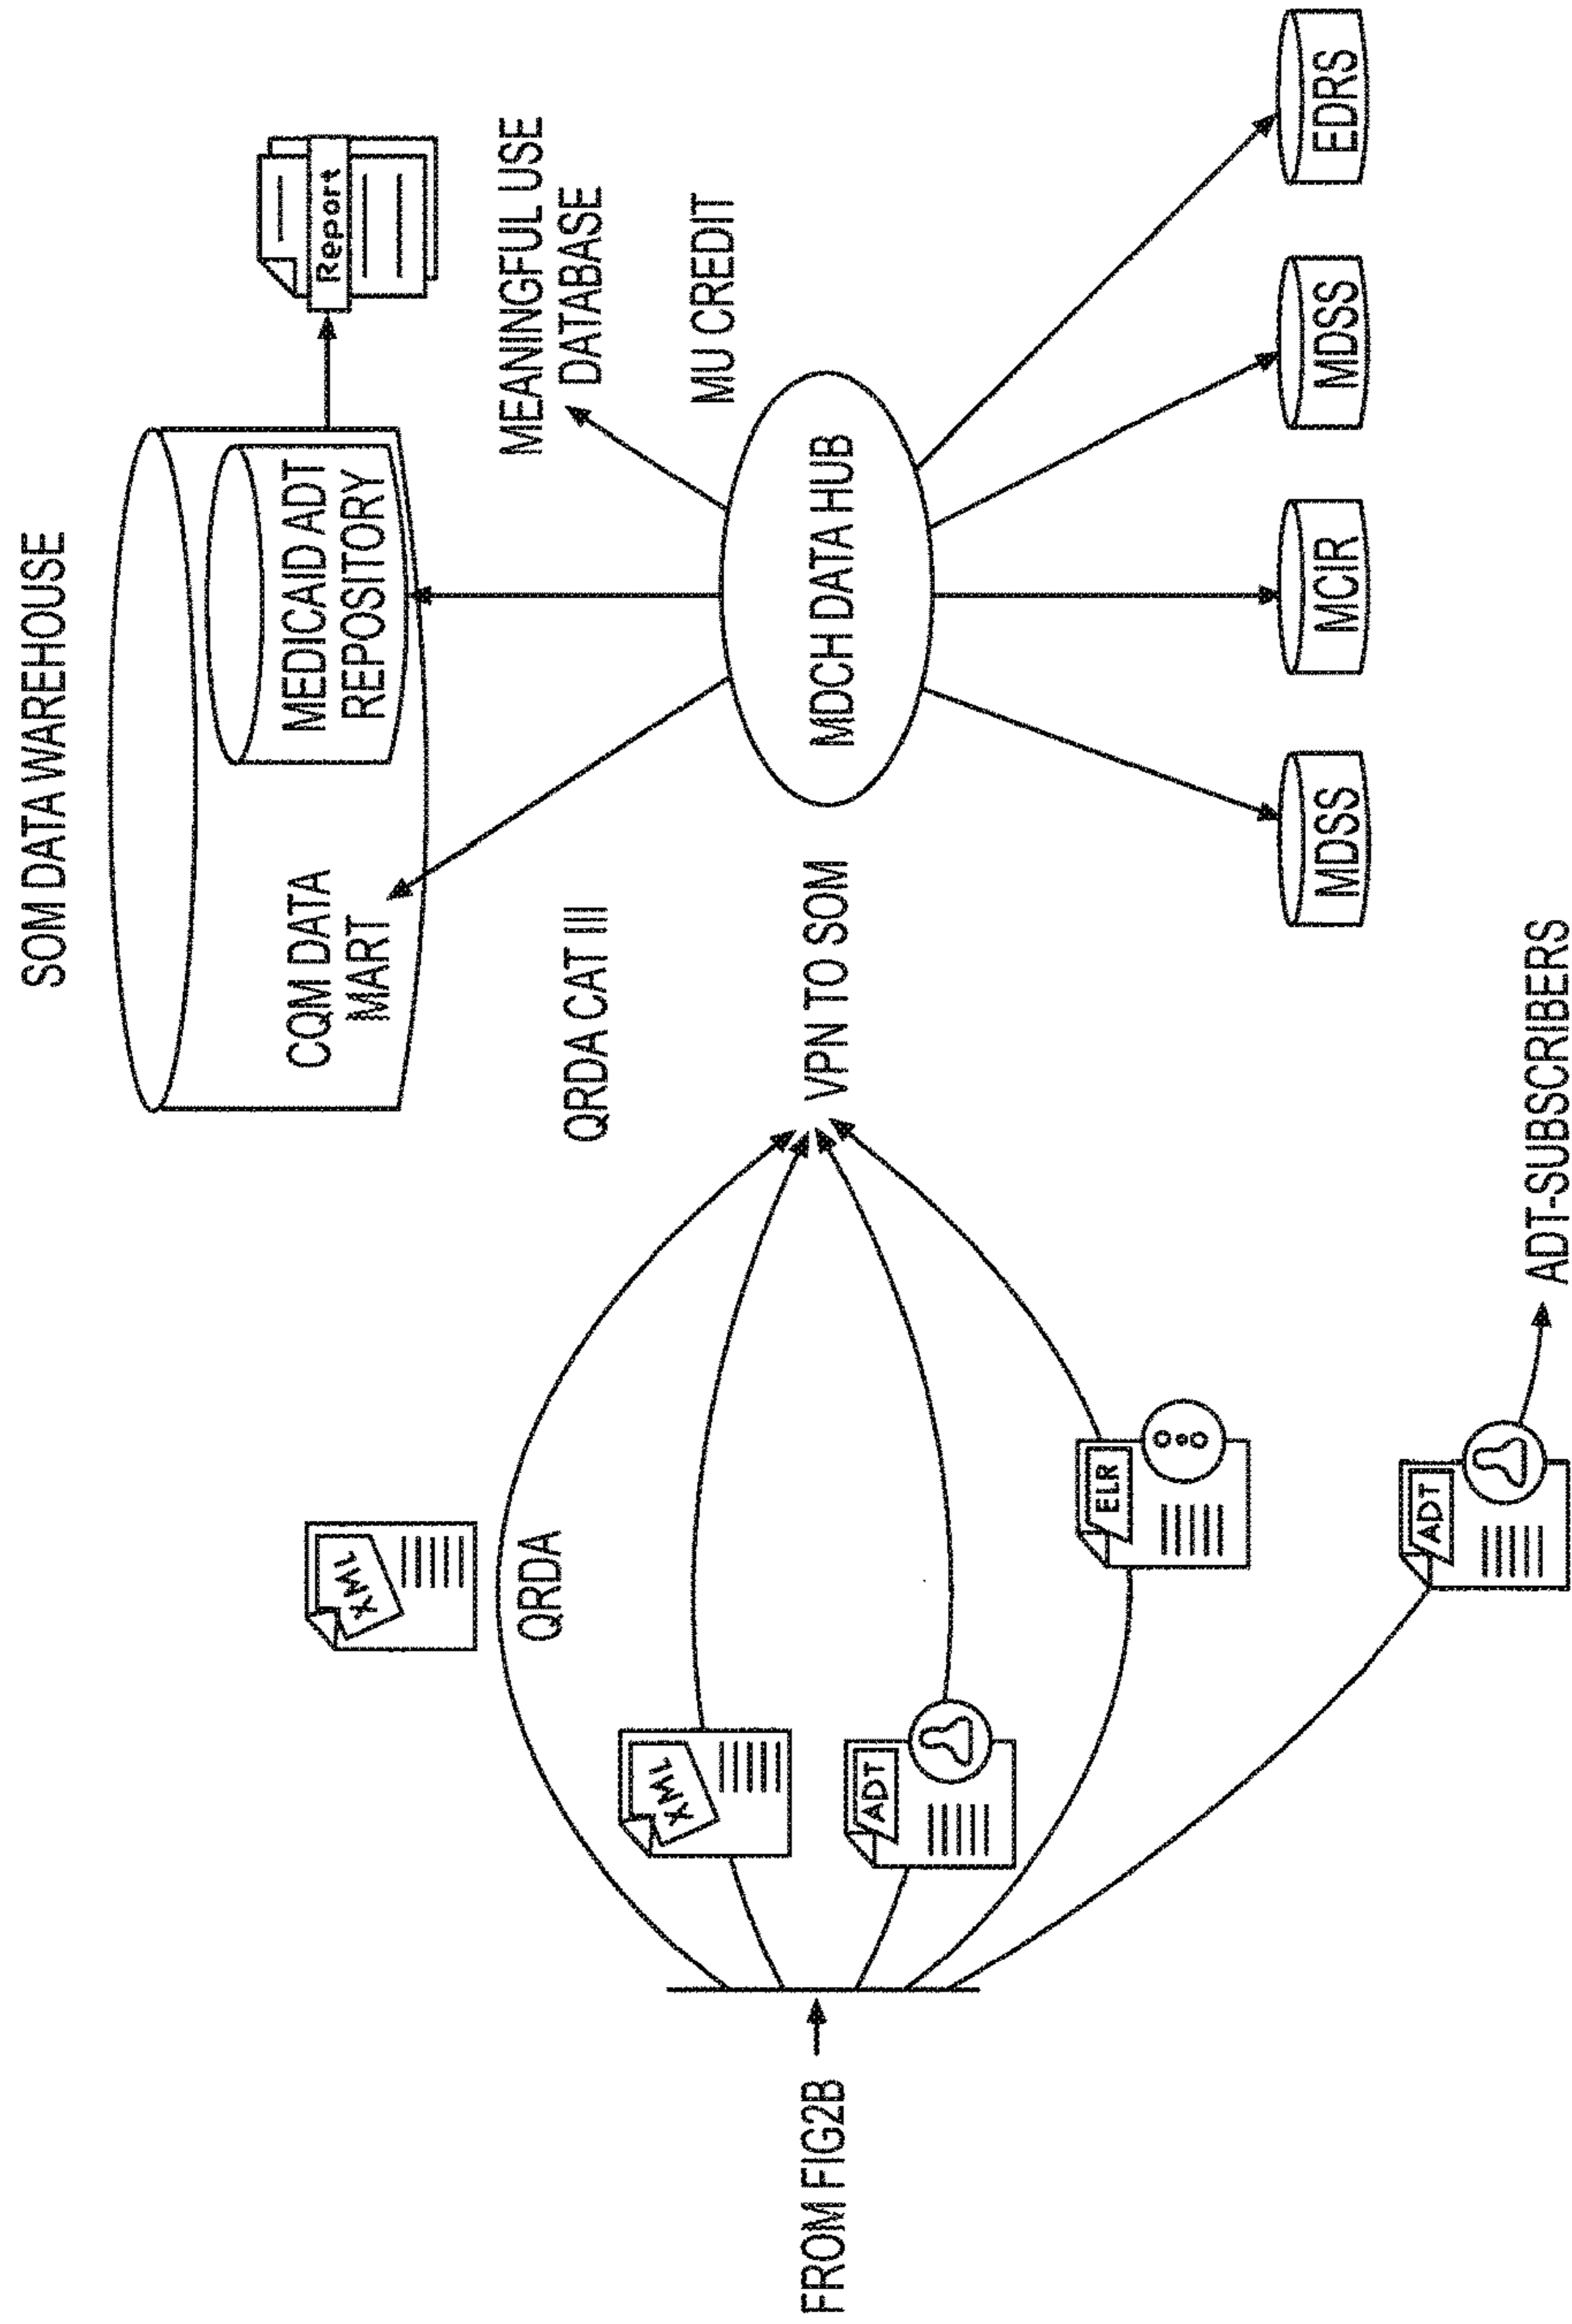 SOM DATA WAREHOUSE
CQM DATA
MART
MEDICAID ADT
REPOSITORY
Report
MEANINGFUL USE
DATABASE
QRDA CAT III
MU CREDIT
XML
QRDA
XML
ADT
ELR
FROM FIG2B
VPN TO SOM
MDCH DATA HUB
MDSS
MCIR
MDSS
EDRS
ADT
ADT-SUBSCRIBERS